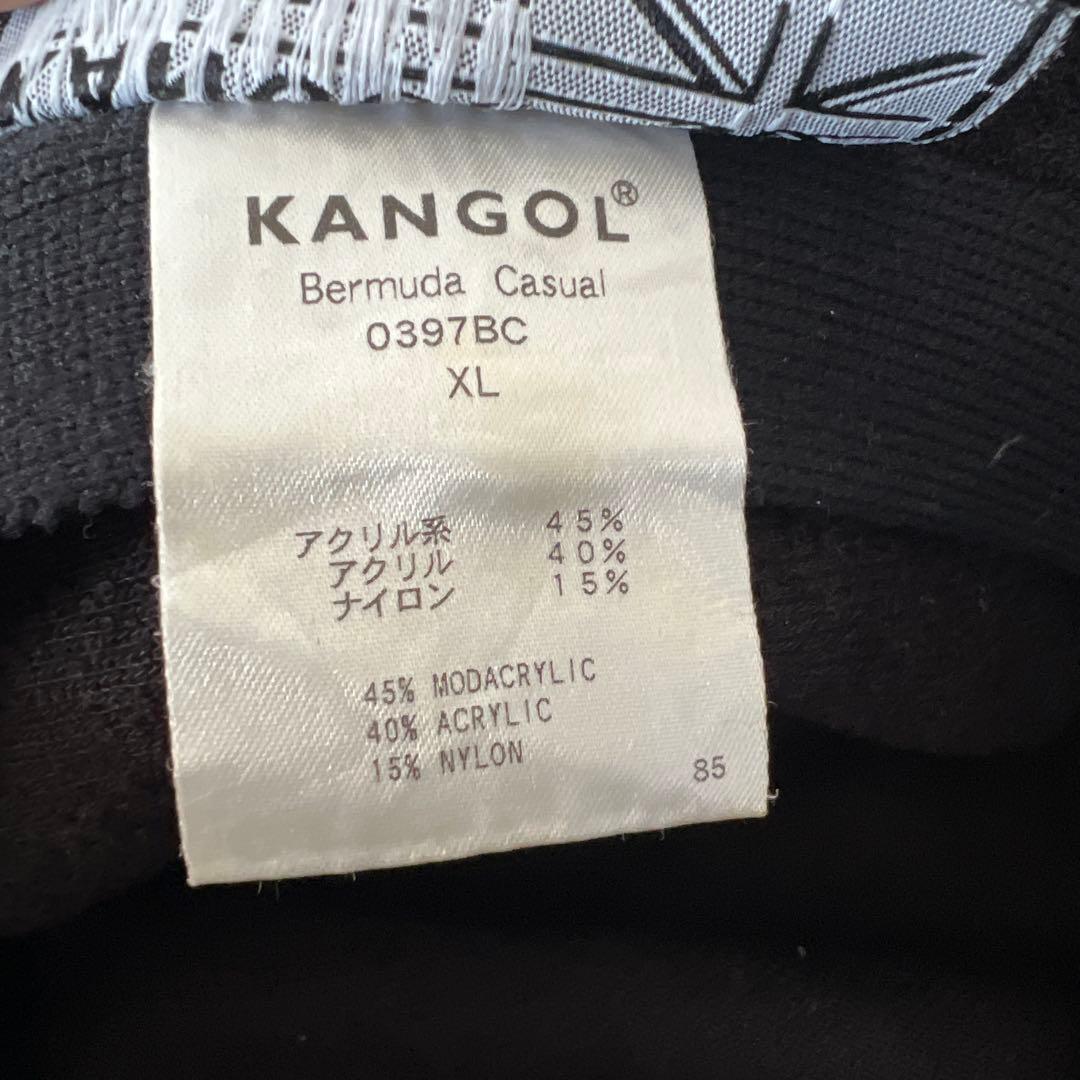 KANGOL®
Bermuda Casual
0397BC
XL
アクリル系 45%
アクリル 40%
ナイロン 15%
45% MODACRYLIC
40% ACRYLIC
15% NYLON
85